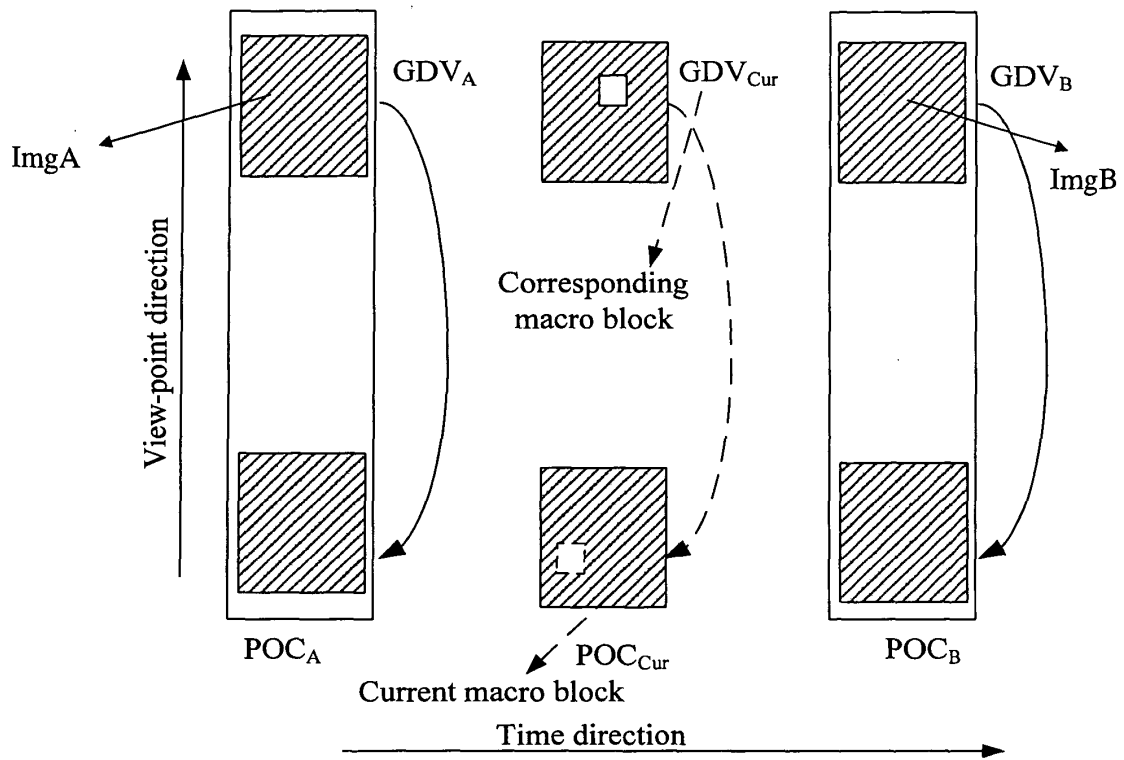 GDV_A
GDV_Cur
GDV_B
ImgA
ImgB
View-point direction
Corresponding
macro block
POC_A
POC_Cur
POC_B
Current macro block
Time direction